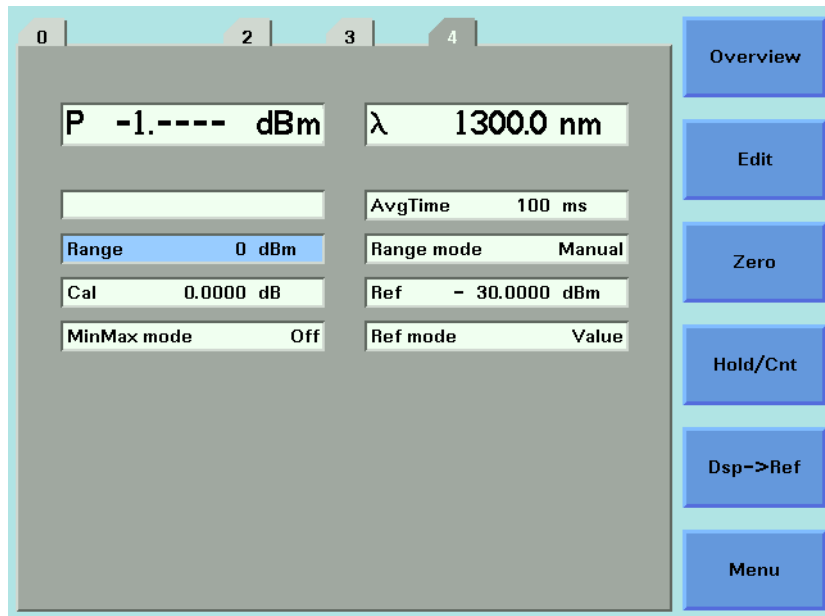 0 2 3 4
P -1.---- dBm
λ 1300.0 nm
AvgTime 100 ms
Range 0 dBm
Range mode Manual
Cal 0.0000 dB
Ref - 30.0000 dBm
MinMax mode Off
Ref mode Value
Overview
Edit
Zero
Hold/Cnt
Dsp->Ref
Menu